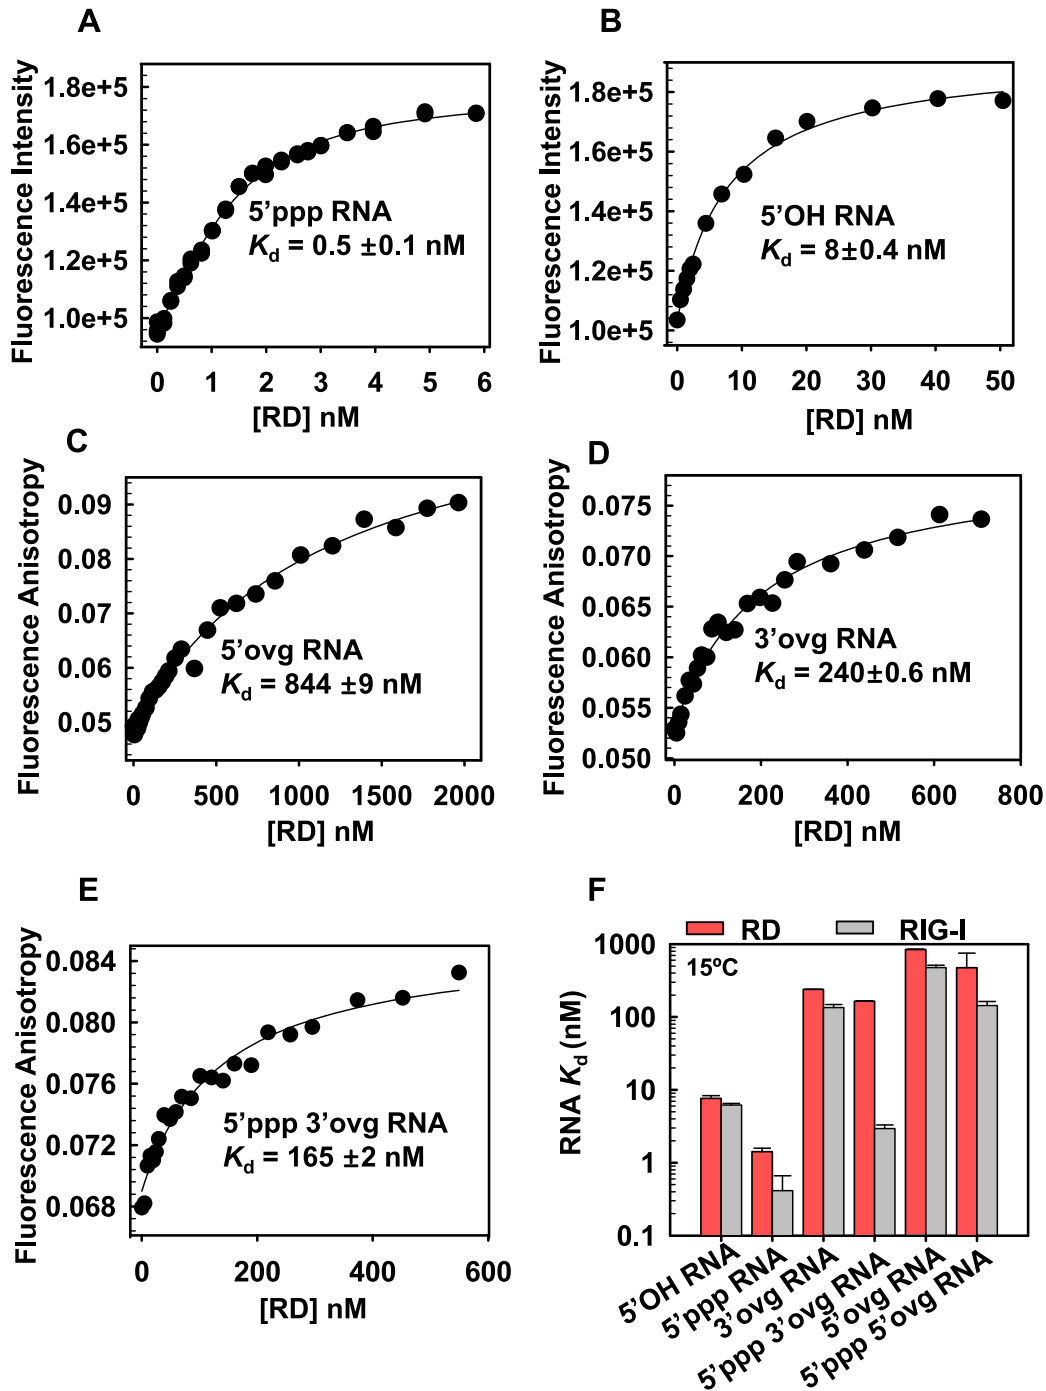 A
Fluorescence Intensity
1.8e+5
1.6e+5
1.4e+5
1.2e+5
1.0e+5
5'ppp RNA
Kd = 0.5 ±0.1 nM
0 1 2 3 4 5 6
[RD] nM
B
Fluorescence Intensity
1.8e+5
1.6e+5
1.4e+5
1.2e+5
1.0e+5
5'OH RNA
Kd = 8±0.4 nM
0 10 20 30 40 50
[RD] nM
C
Fluorescence Anisotropy
0.09
0.08
0.07
0.06
0.05
5'ovg RNA
Kd = 844 ±9 nM
0 500 1000 1500 2000
[RD] nM
D
Fluorescence Anisotropy
0.075
0.070
0.065
0.060
0.055
0.050
3'ovg RNA
Kd = 240±0.6 nM
0 200 400 600 800
[RD] nM
E
Fluorescence Anisotropy
0.084
0.080
0.076
0.072
0.068
5'ppp 3'ovg RNA
Kd = 165 ±2 nM
0 200 400 600
[RD] nM
F
RD RIG-I
15ºC
RNA Kd (nM)
1000
100
10
1
0.1
5'OH RNA
5'ppp RNA
3'ovg RNA
5'ppp 3'ovg RNA
5'ovg RNA
5'ppp 5'ovg RNA